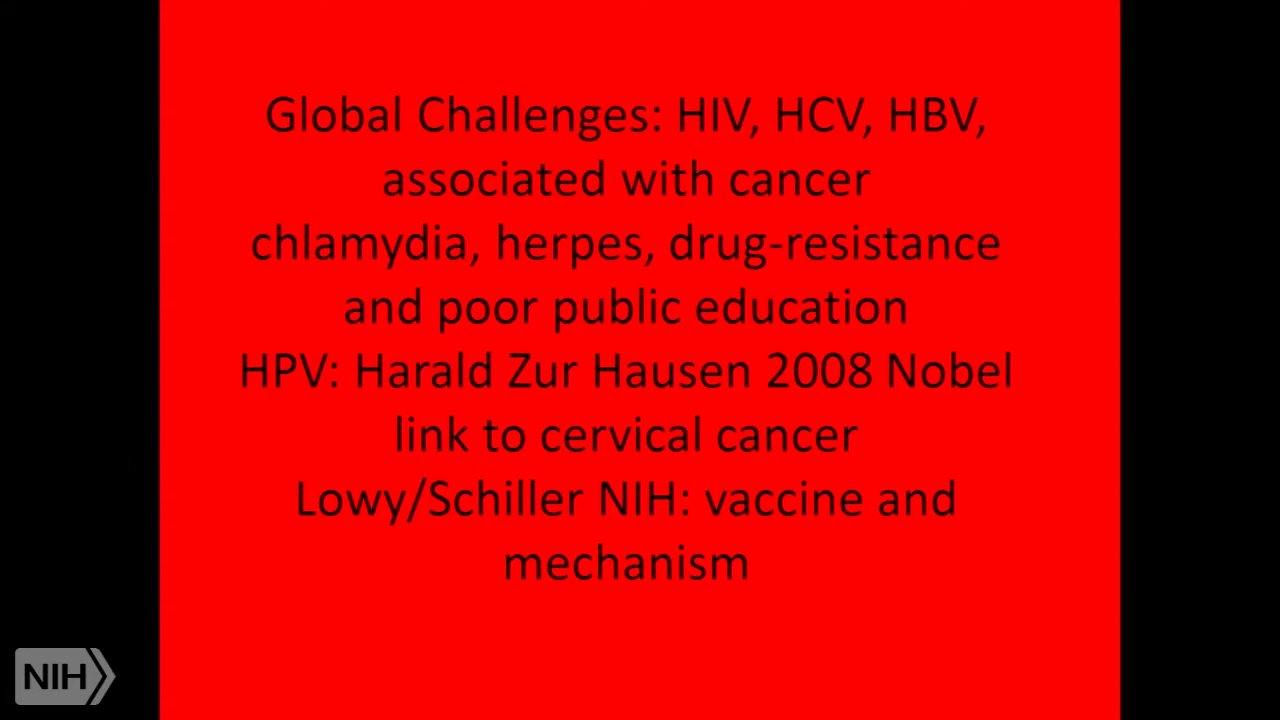 Global Challenges: HIV, HCV, HBV,
associated with cancer
chlamydia, herpes, drug-resistance
and poor public education
HPV: Harald Zur Hausen 2008 Nobel
link to cervical cancer
Lowy/Schiller NIH: vaccine and
mechanism
NIH